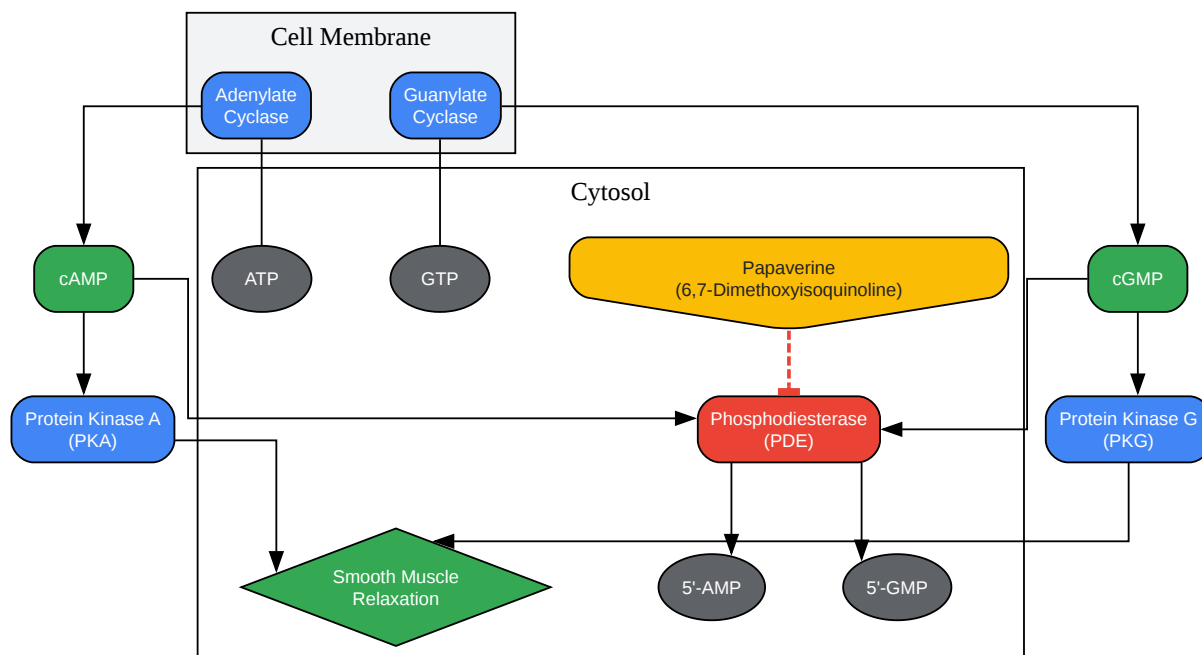 Cell Membrane
Adenylate
Cyclase
Guanylate
Cyclase
Cytosol
cAMP
ATP
GTP
Papaverine
(6,7-Dimethoxyisoquinoline)
cGMP
Protein Kinase A
(PKA)
Phosphodiesterase
(PDE)
Protein Kinase G
(PKG)
Smooth Muscle
Relaxation
5'-AMP
5'-GMP